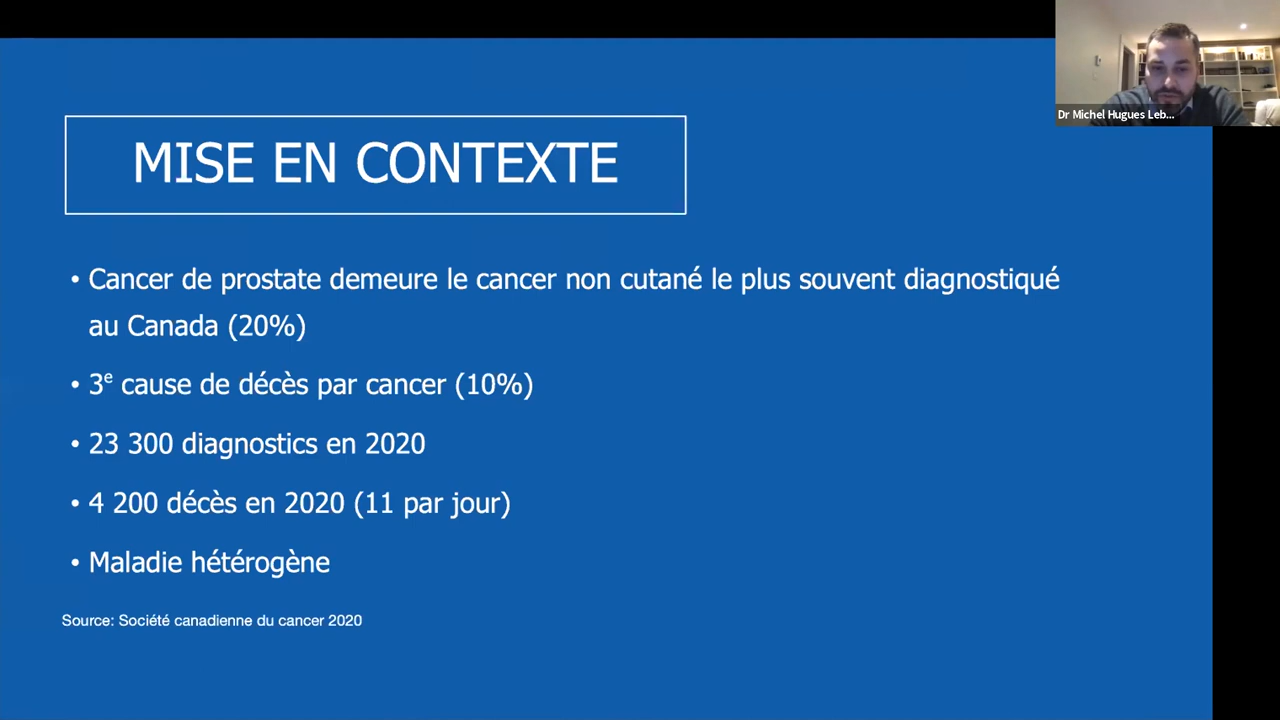 Dr Michel Hugues Leb...
MISE EN CONTEXTE
• Cancer de prostate demeure le cancer non cutané le plus souvent diagnostiqué
au Canada (20%)
• 3e cause de décès par cancer (10%)
• 23 300 diagnostics en 2020
• 4 200 décès en 2020 (11 par jour)
• Maladie hétérogène
Source: Société canadienne du cancer 2020